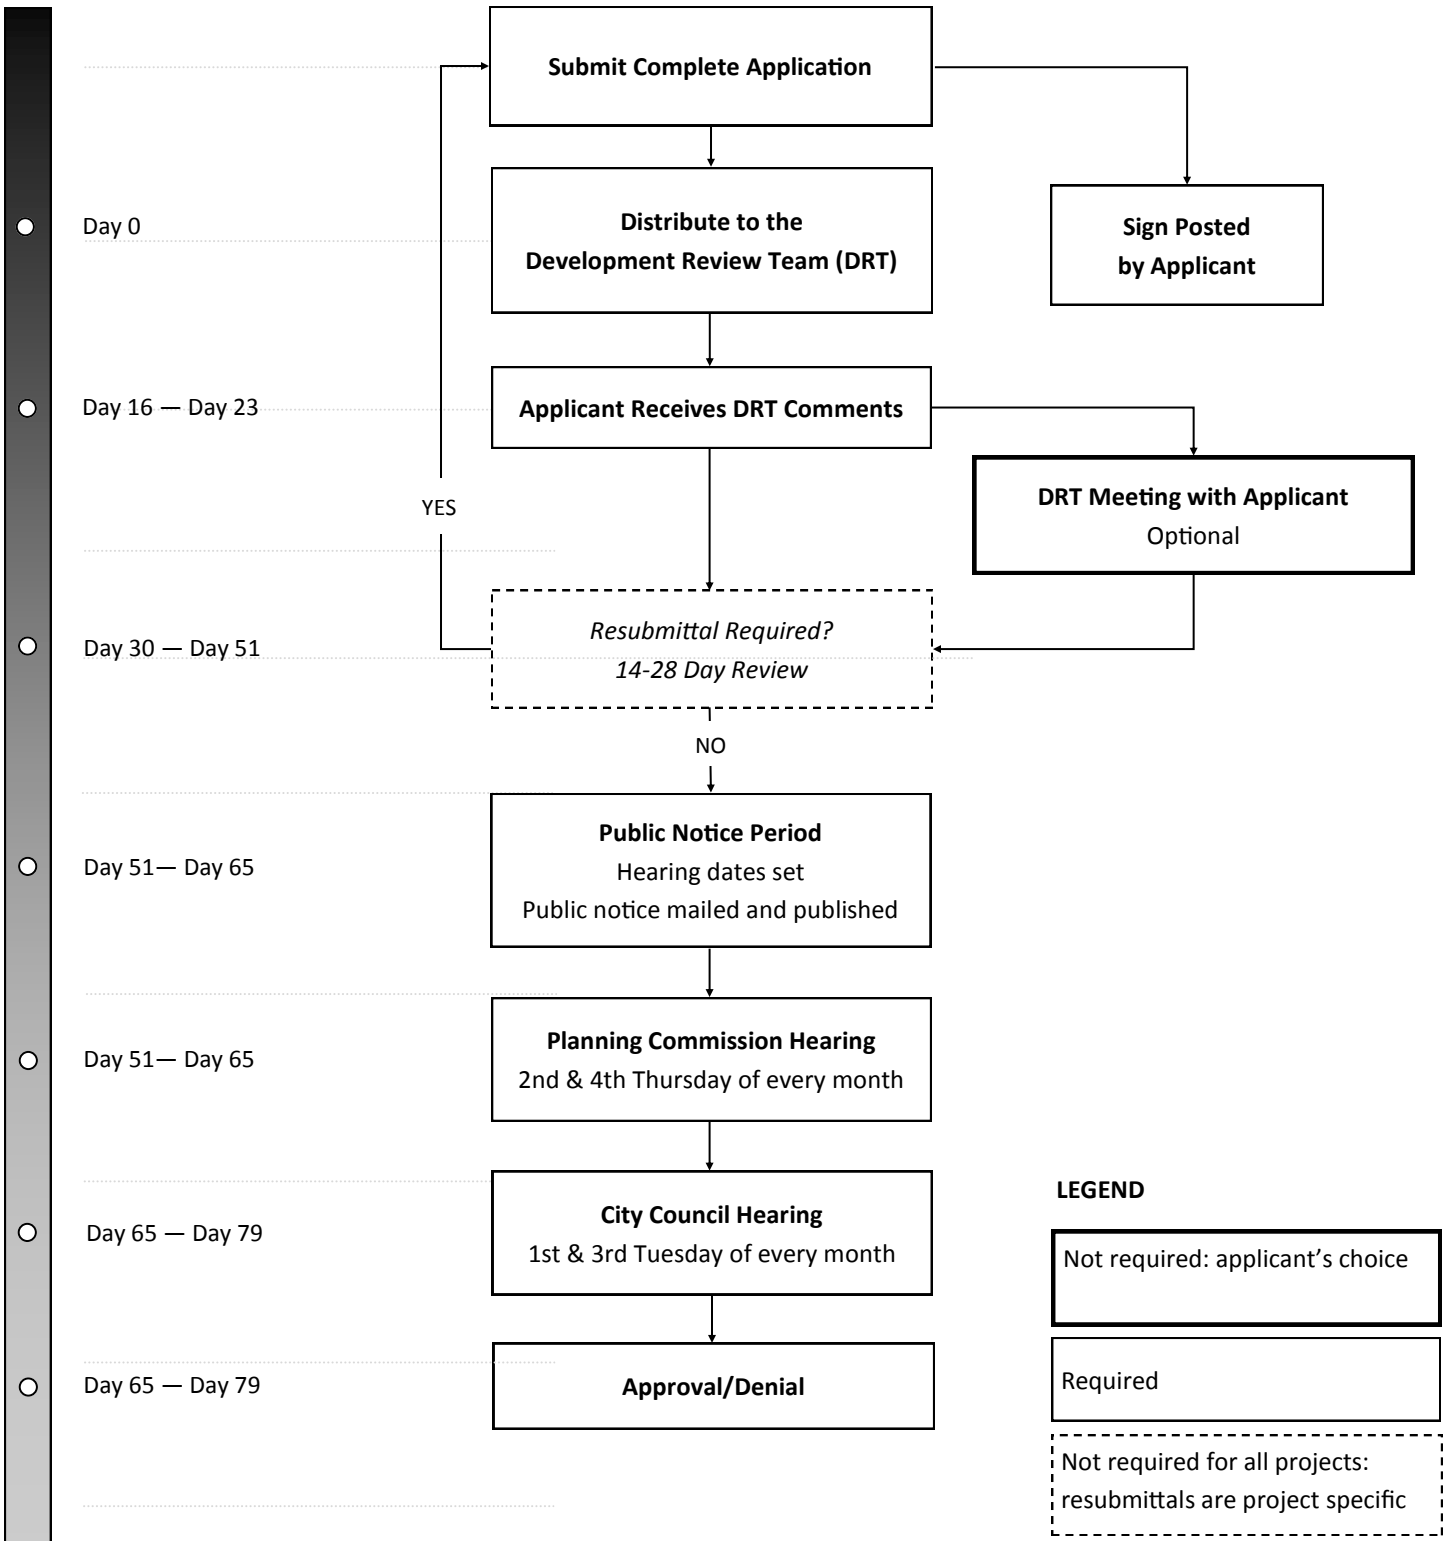 Submit Complete Application
Day 0
Distribute to the
Development Review Team (DRT)
Sign Posted
by Applicant
Day 16 — Day 23
Applicant Receives DRT Comments
DRT Meeting with Applicant
Optional
YES
Day 30 — Day 51
Resubmittal Required?
14-28 Day Review
NO
Day 51— Day 65
Public Notice Period
Hearing dates set
Public notice mailed and published
Day 51— Day 65
Planning Commission Hearing
2nd & 4th Thursday of every month
Day 65 — Day 79
City Council Hearing
1st & 3rd Tuesday of every month
Day 65 — Day 79
Approval/Denial
LEGEND
Not required: applicant’s choice
Required
Not required for all projects:
resubmittals are project specific